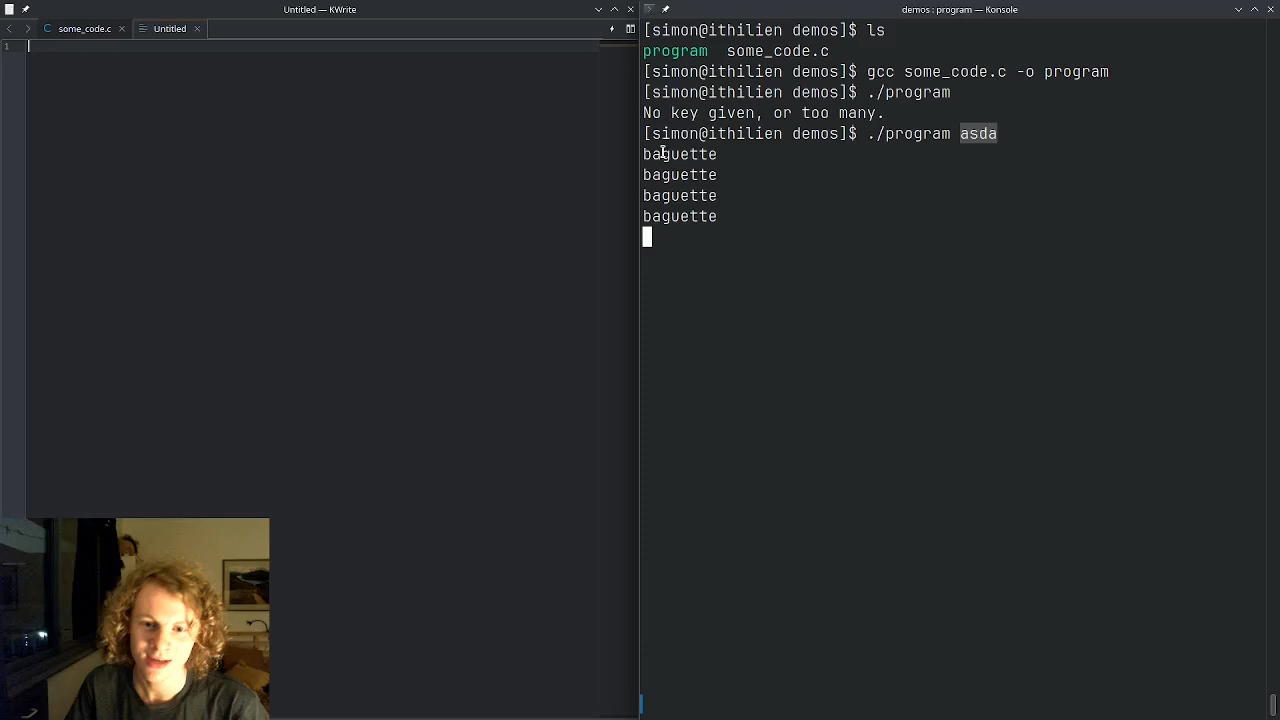 Untitled — KWrite
some_code.c
Untitled
1
demos : program — Konsole
[simon@ithilien demos]$ ls
program some_code.c
[simon@ithilien demos]$ gcc some_code.c -o program
[simon@ithilien demos]$ ./program
No key given, or too many.
[simon@ithilien demos]$ ./program asda
baguette
baguette
baguette
baguette